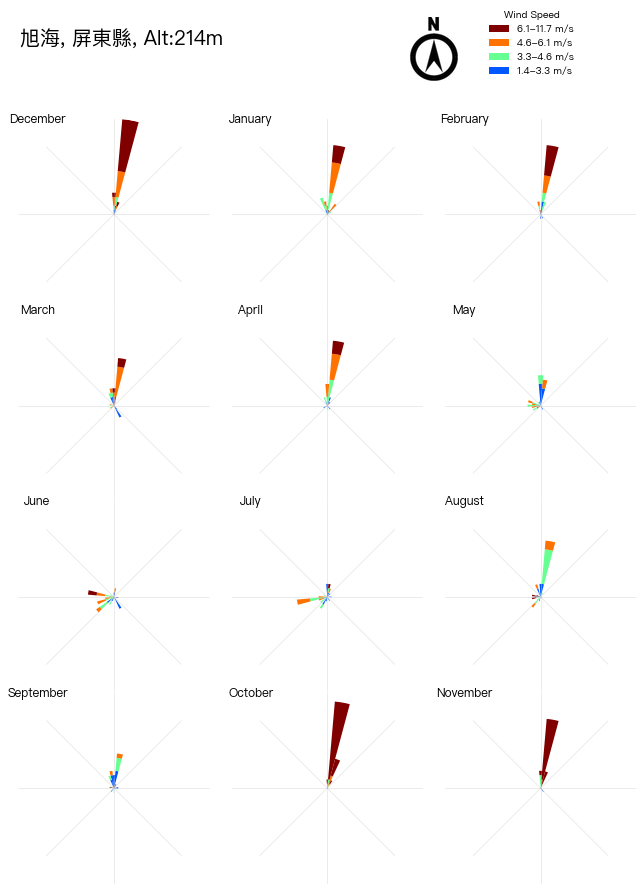 旭海, 屏東縣, Alt:214m
N
Wind Speed
6.1–11.7 m/s
4.6–6.1 m/s
3.3–4.6 m/s
1.4–3.3 m/s
December
January
February
March
April
May
June
July
August
September
October
November